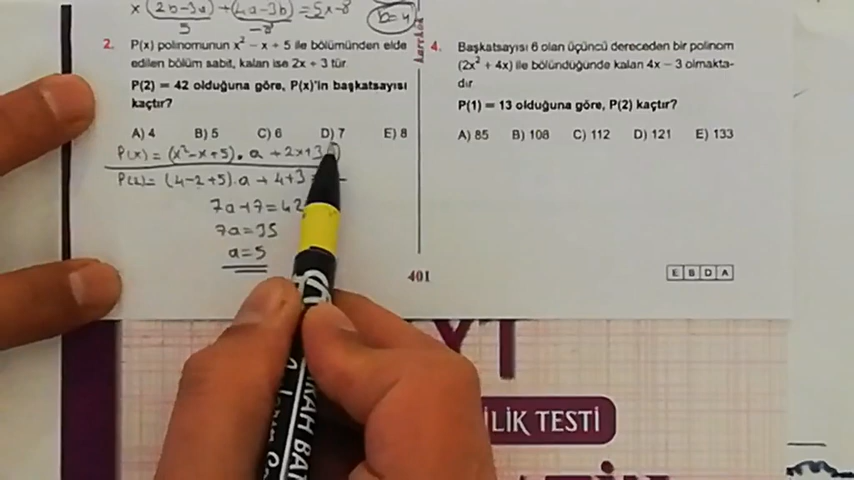 x (2b-3a) + (4a-3b) = 5x-8
5
-8
b=4
karekök
2. P(x) polinomunun x² − x + 5 ile bölümünden elde
edilen bölüm sabit, kalan ise 2x + 3 tür.
P(2) = 42 olduğuna göre, P(x)'in başkatsayısı
kaçtır?
A) 4 B) 5 C) 6 D) 7 E) 8
P(x) = (x²-x+5). a + 2x+3
P(2) = (4-2+5). a + 4+3 =
7a+7=42
7a=35
a=5
4. Başkatsayısı 6 olan üçüncü dereceden bir polinom
(2x² + 4x) ile bölündüğünde kalan 4x − 3 olmakta-
dır.
P(1) = 13 olduğuna göre, P(2) kaçtır?
A) 85 B) 108 C) 112 D) 121 E) 133
401
E B D A
İLİK TESTİ